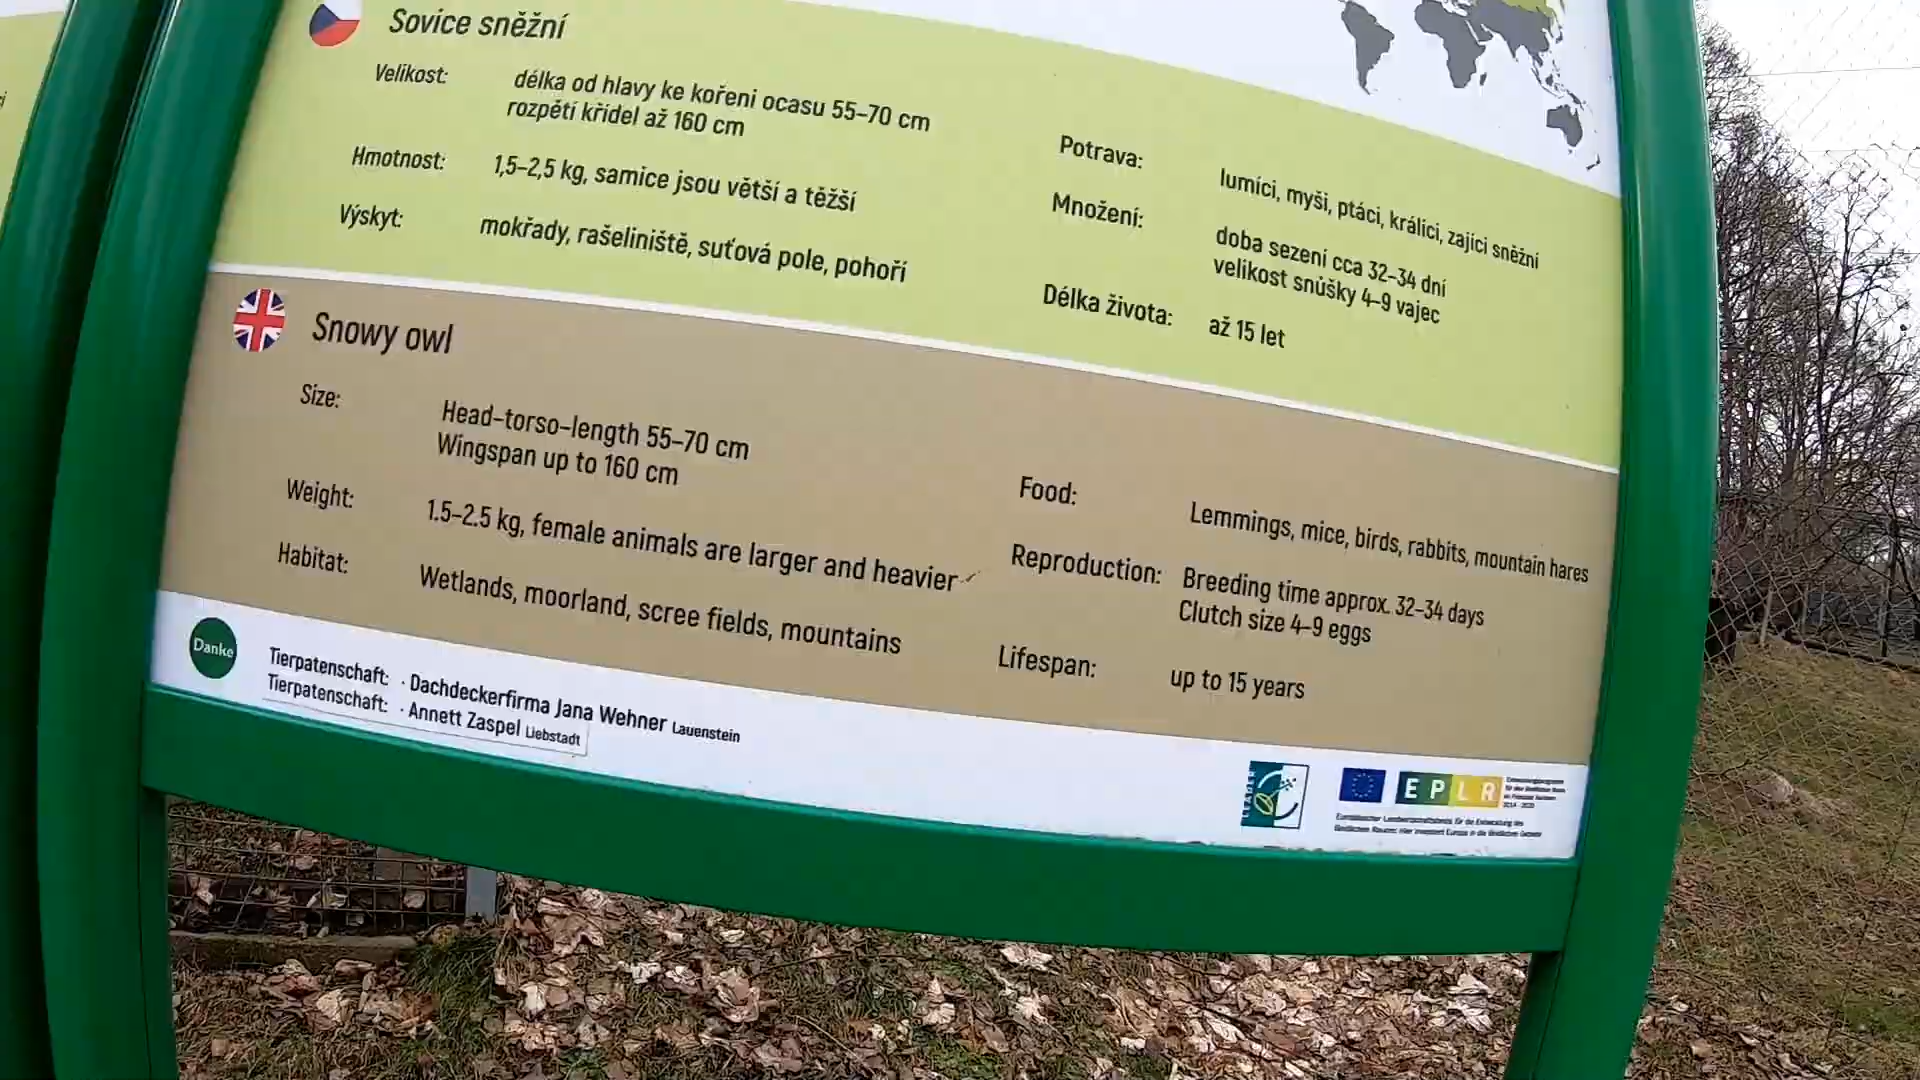 Sovice sněžní
Velikost: délka od hlavy ke kořeni ocasu 55–70 cm
rozpětí křídel až 160 cm
Hmotnost: 1,5–2,5 kg, samice jsou větší a těžší
Výskyt: mokřady, rašeliniště, suťová pole, pohoří
Potrava: lumíci, myši, ptáci, králíci, zajíci sněžní
Množení: doba sezení cca 32–34 dní
velikost snůšky 4–9 vajec
Délka života: až 15 let
Snowy owl
Size: Head-torso-length 55–70 cm
Wingspan up to 160 cm
Weight: 1.5–2.5 kg, female animals are larger and heavier
Habitat: Wetlands, moorland, scree fields, mountains
Food: Lemmings, mice, birds, rabbits, mountain hares
Reproduction: Breeding time approx. 32–34 days
Clutch size 4–9 eggs
Lifespan: up to 15 years
Danke
Tierpatenschaft: · Dachdeckerfirma Jana Wehner Lauenstein
Tierpatenschaft: · Annett Zaspel Liebstadt
LEADER
EPLR